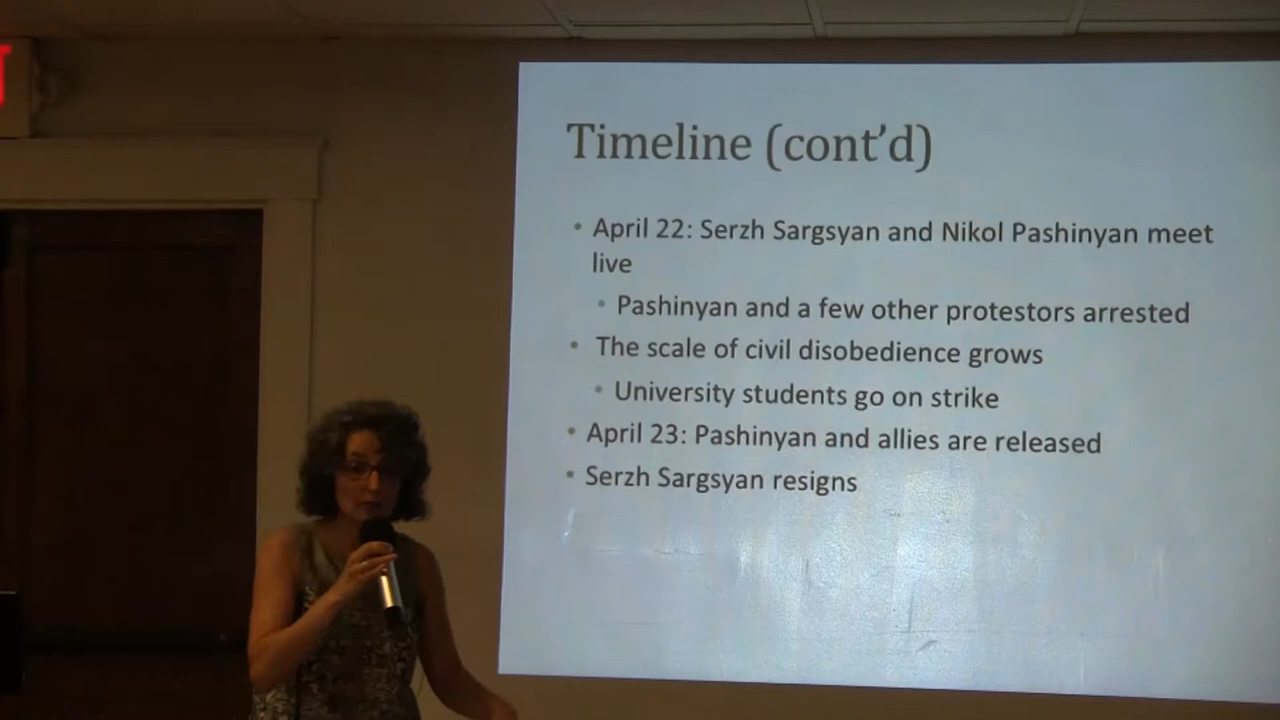 Timeline (cont’d)
• April 22: Serzh Sargsyan and Nikol Pashinyan meet
live
• Pashinyan and a few other protestors arrested
• The scale of civil disobedience grows
• University students go on strike
• April 23: Pashinyan and allies are released
• Serzh Sargsyan resigns